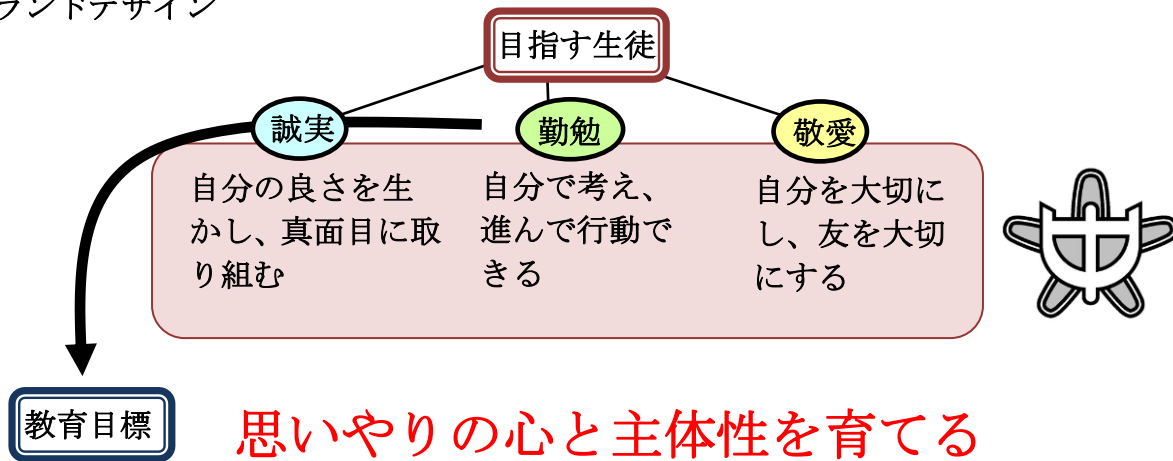 ランドデザイン
目指す生徒
誠実
勤勉
敬愛
自分の良さを生
かし、真面目に取
り組む
自分で考え、
進んで行動で
きる
自分を大切に
し、友を大切
にする
教育目標
思いやりの心と主体性を育てる